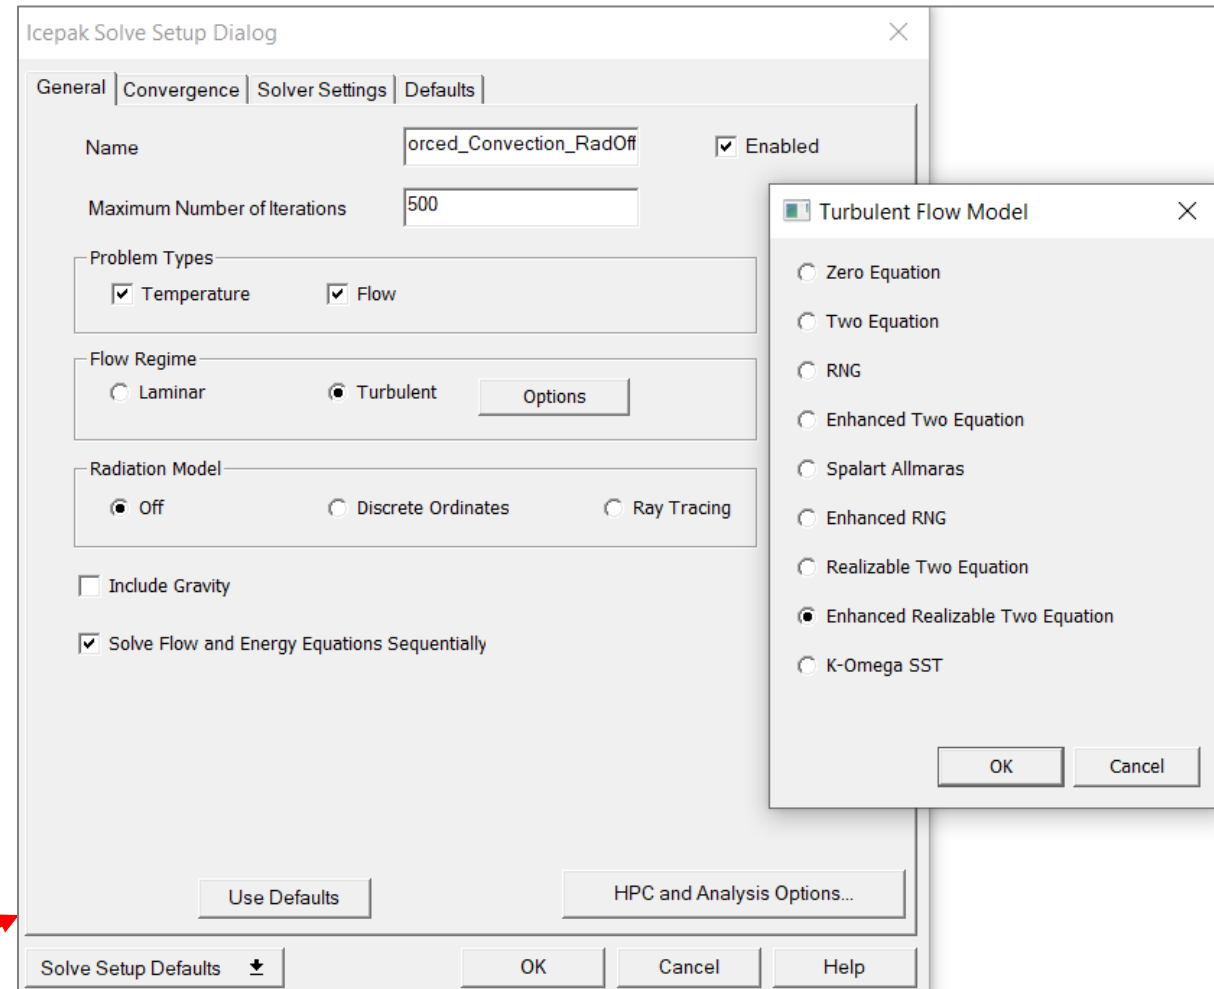 Icepak Solve Setup Dialog
General Convergence Solver Settings Defaults
Name orced_Convection_RadOff Enabled
Maximum Number of Iterations 500
Problem Types
Temperature Flow
Flow Regime
Laminar Turbulent Options
Radiation Model
Off Discrete Ordinates Ray Tracing
Include Gravity
Solve Flow and Energy Equations Sequentially
Use Defaults HPC and Analysis Options...
Solve Setup Defaults OK Cancel Help
Turbulent Flow Model
Zero Equation
Two Equation
RNG
Enhanced Two Equation
Spalart Allmaras
Enhanced RNG
Realizable Two Equation
Enhanced Realizable Two Equation
K-Omega SST
OK Cancel